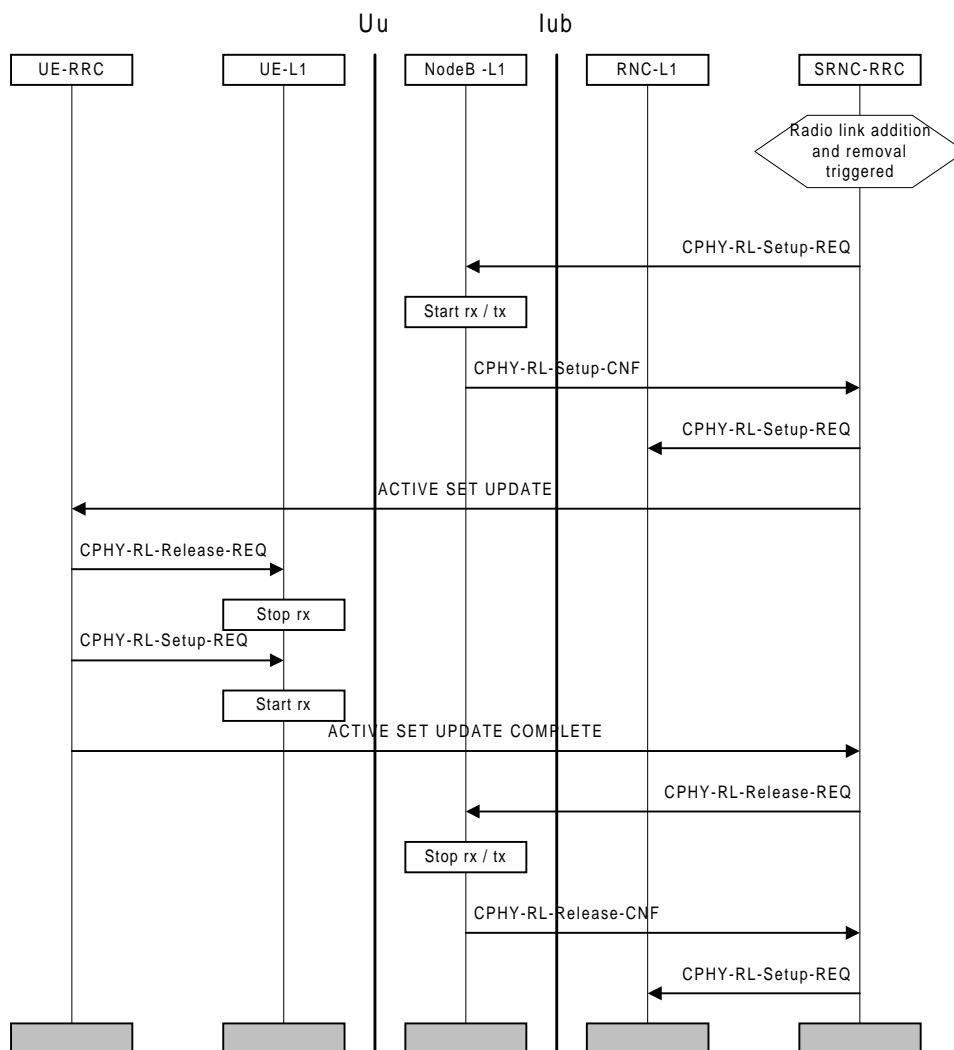 Uu
Iub
UE-RRC
UE-L1
NodeB -L1
RNC-L1
SRNC-RRC
Radio link addition
and removal
triggered
CPHY-RL-Setup-REQ
Start rx / tx
CPHY-RL-Setup-CNF
CPHY-RL-Setup-REQ
ACTIVE SET UPDATE
CPHY-RL-Release-REQ
Stop rx
CPHY-RL-Setup-REQ
Start rx
ACTIVE SET UPDATE COMPLETE
CPHY-RL-Release-REQ
Stop rx / tx
CPHY-RL-Release-CNF
CPHY-RL-Setup-REQ